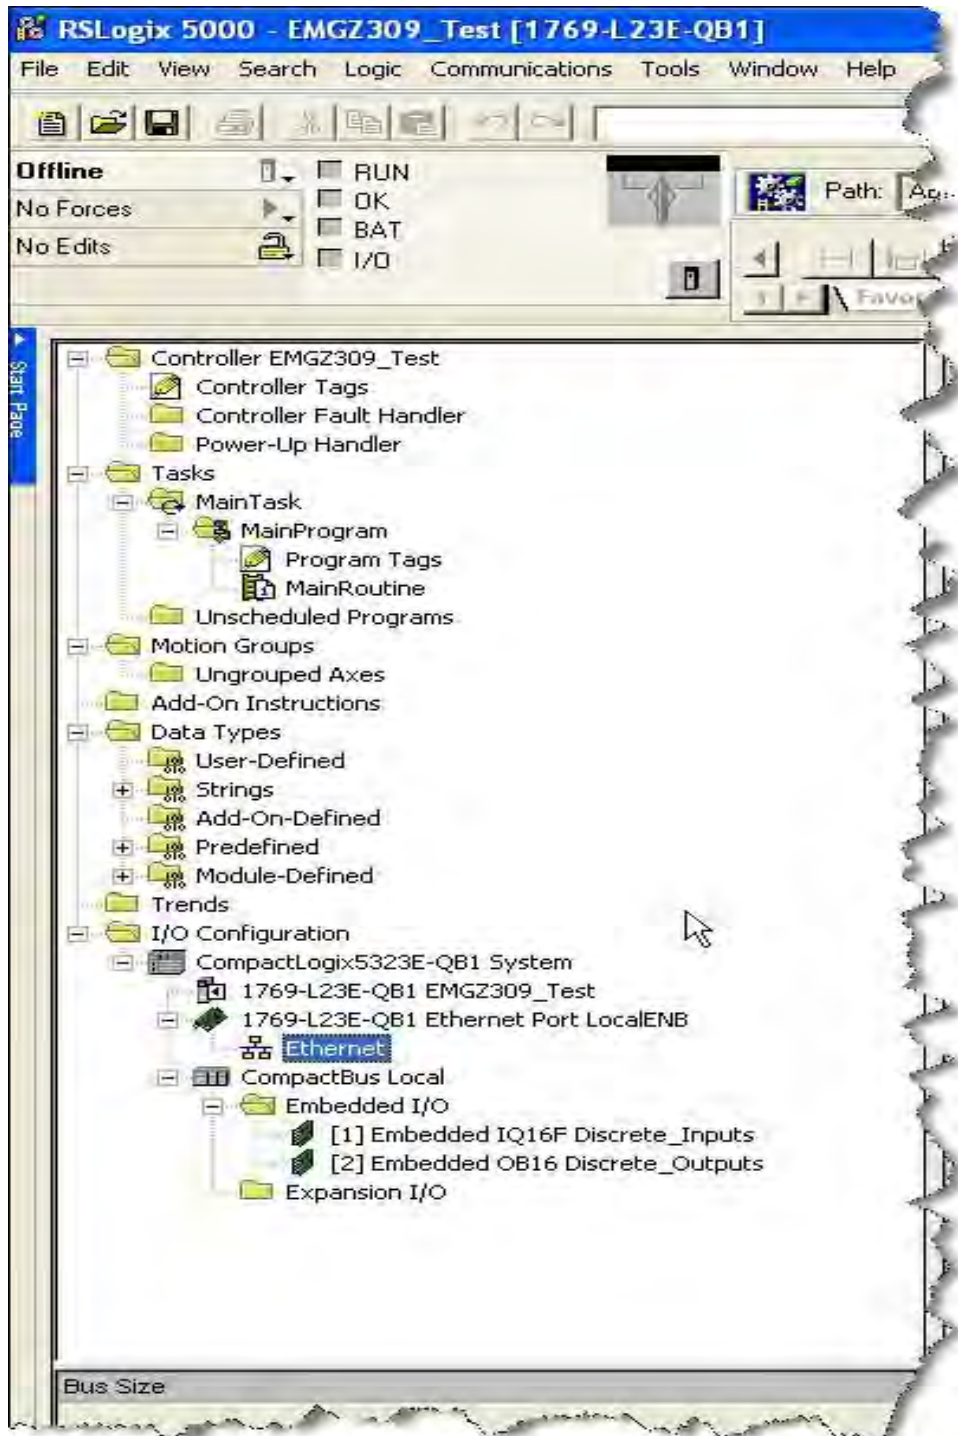 RSLogix 5000 - EMGZ309_Test [1769-L23E-QB1]
File Edit View Search Logic Communications Tools Window Help
Offline
RUN
No Forces
OK
No Edits
BAT
I/O
Path:
Start Page
Controller EMGZ309_Test
Controller Tags
Controller Fault Handler
Power-Up Handler
Tasks
MainTask
MainProgram
Program Tags
MainRoutine
Unscheduled Programs
Motion Groups
Ungrouped Axes
Add-On Instructions
Data Types
User-Defined
Strings
Add-On-Defined
Predefined
Module-Defined
Trends
I/O Configuration
CompactLogix5323E-QB1 System
1769-L23E-QB1 EMGZ309_Test
1769-L23E-QB1 Ethernet Port LocalENB
Ethernet
CompactBus Local
Embedded I/O
[1] Embedded IQ16F Discrete_Inputs
[2] Embedded OB16 Discrete_Outputs
Expansion I/O
Bus Size